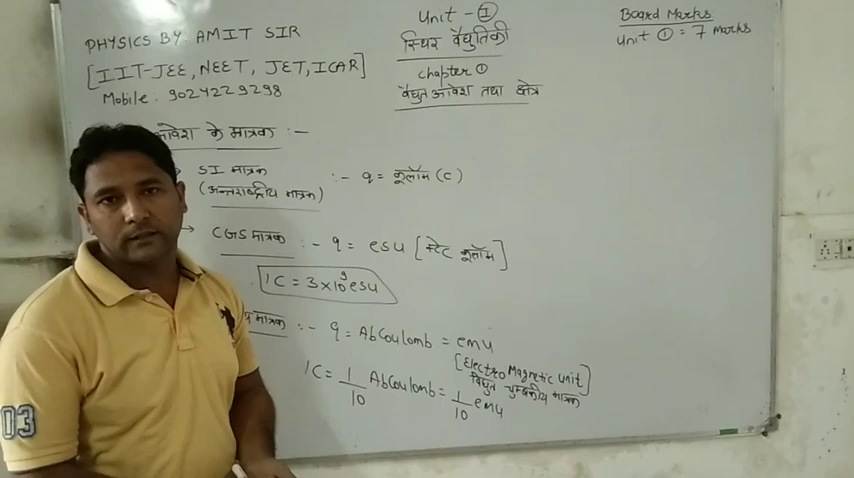 PHYSICS BY. AMIT SIR
[IIT-JEE, NEET, JET, ICAR]
Mobile. 9024229298
Unit - I
स्थिर वैद्युतिकी
chapter ①
वैद्युत आवेश तथा क्षेत्र
Board Marks
Unit ① = 7 Marks
आवेश के मात्रक :-
SI मात्रक :- q = कूलॉम (C)
(अन्तर्राष्ट्रीय मात्रक)
→ CGS मात्रक :- q = esu [स्टेट कूलॉम]
1C = 3×10⁹ esu
मात्रक :- q = AbCoulomb = emu
[Electro Magnetic Unit]
विद्युत चुम्बकीय मात्रक
1C = 1/10 AbCoulomb = 1/10 emu
03